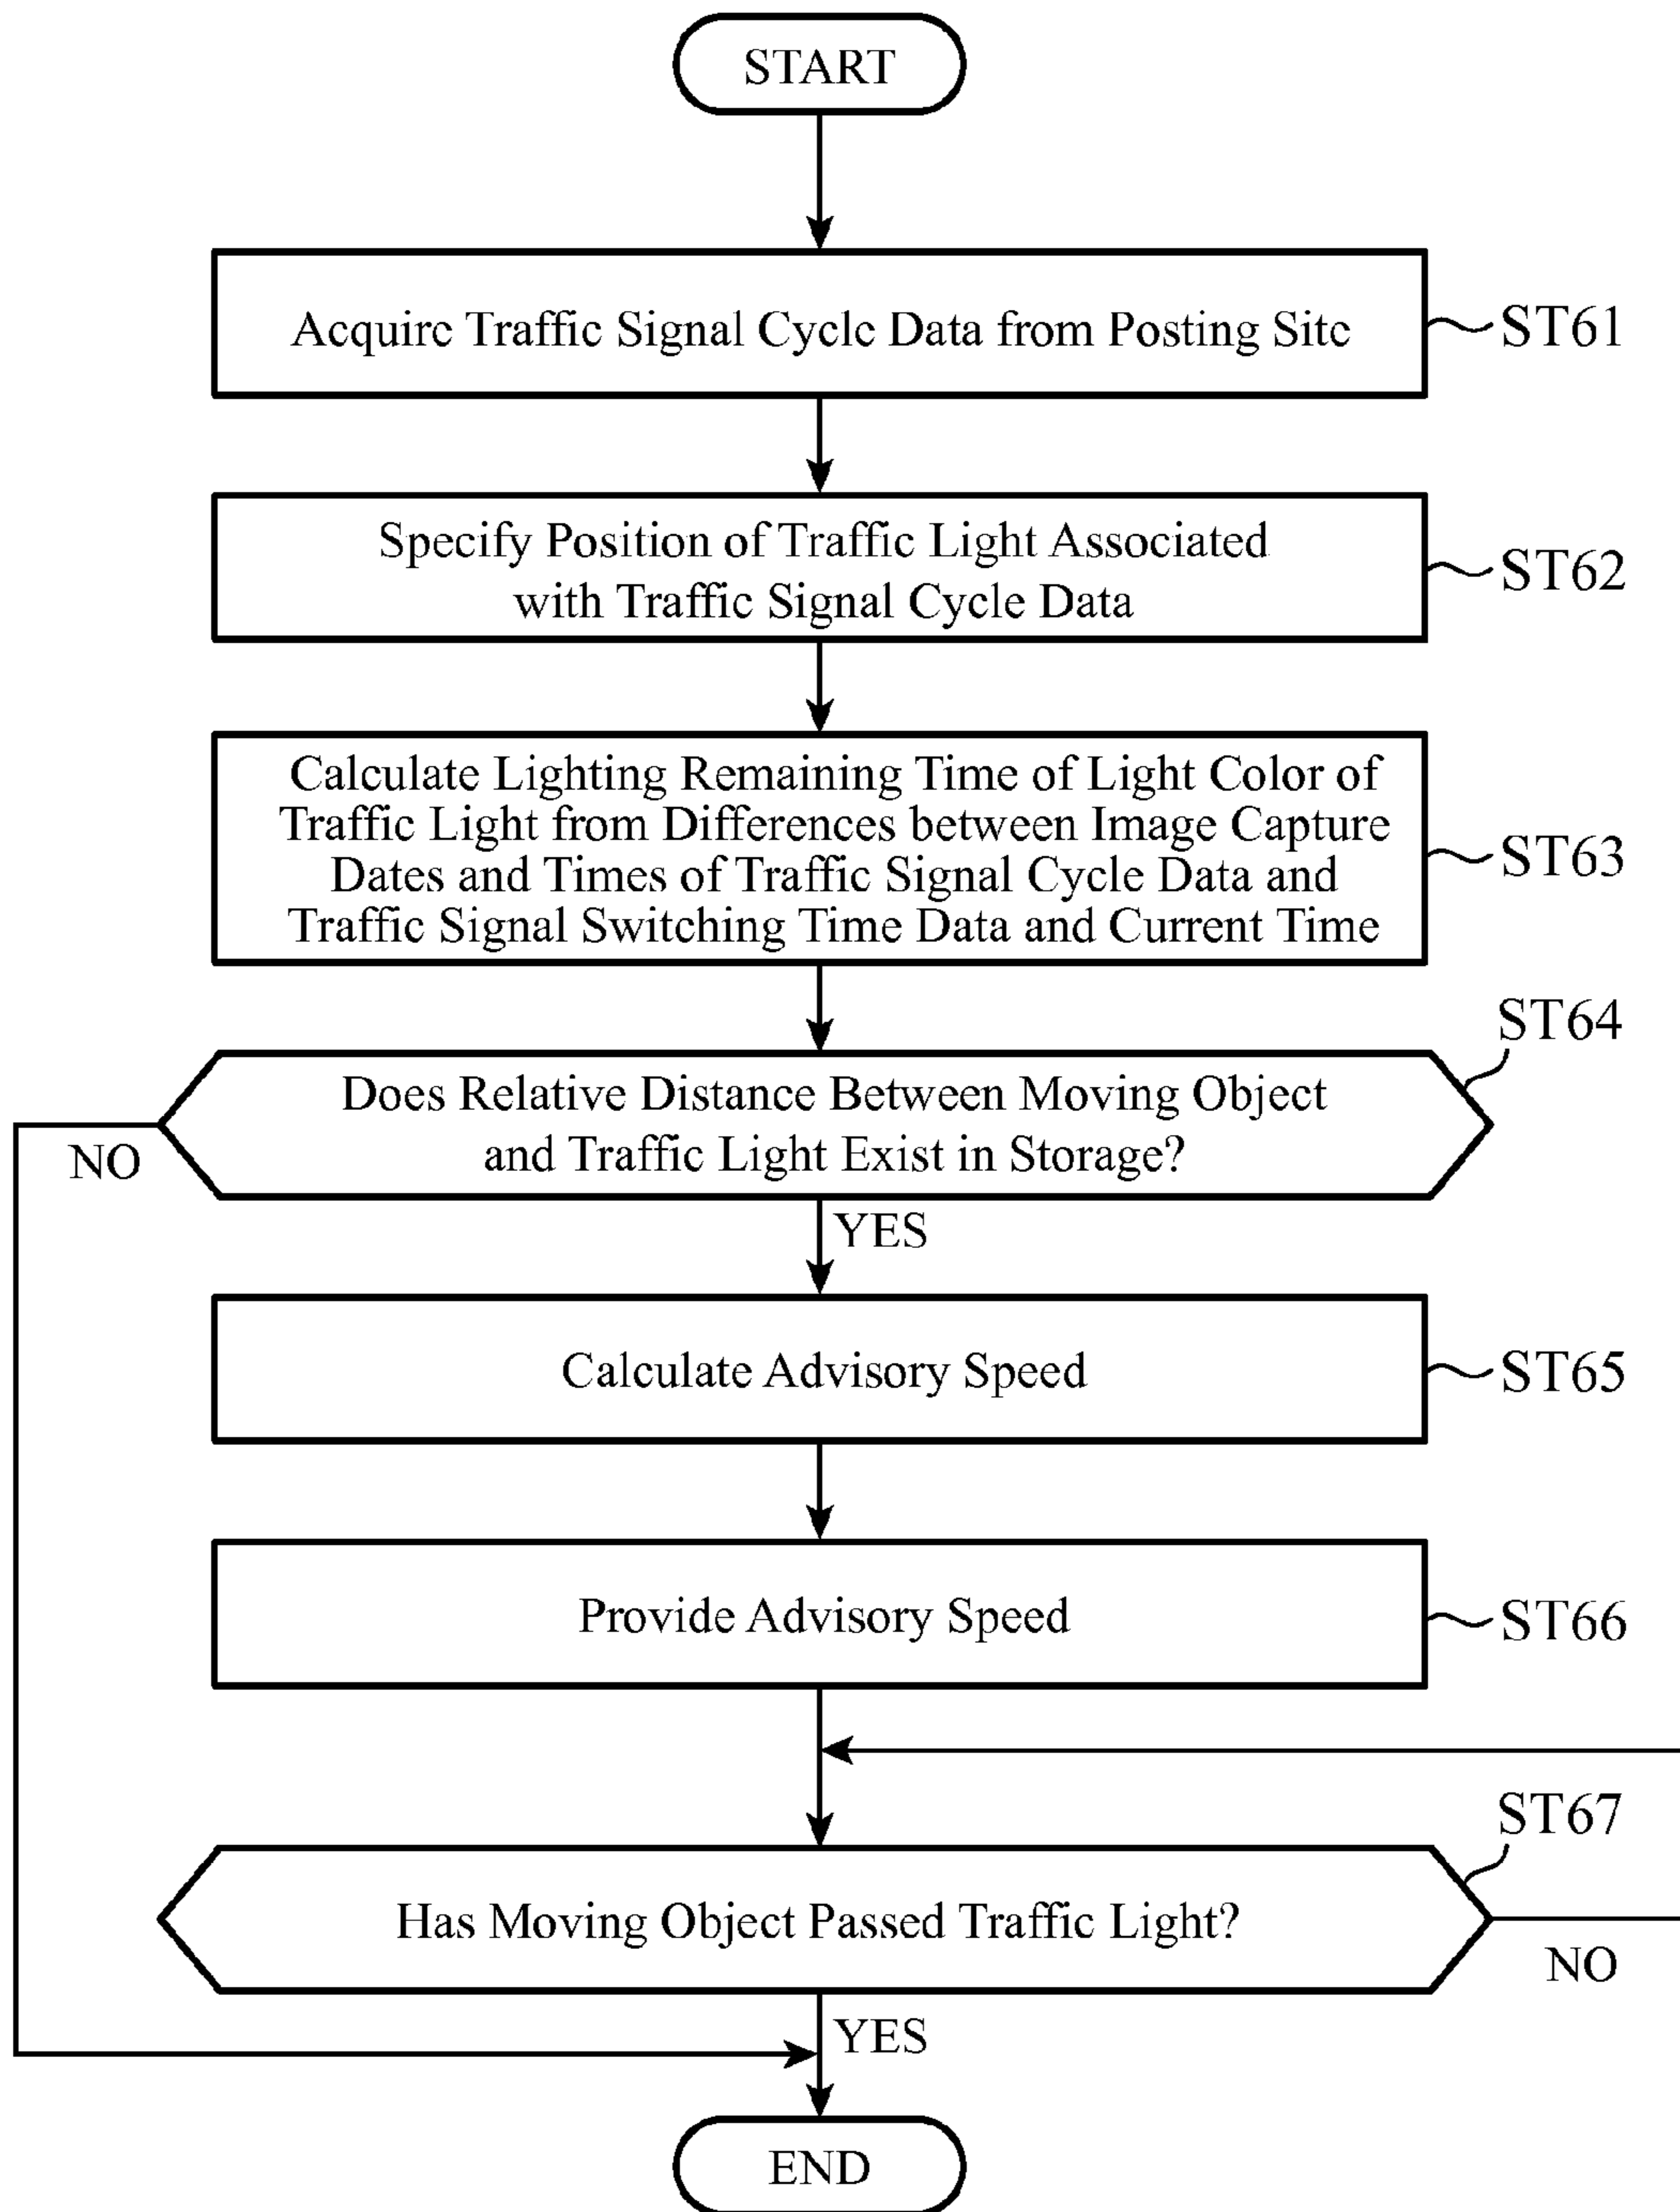 START
Acquire Traffic Signal Cycle Data from Posting Site
ST61
Specify Position of Traffic Light Associated
with Traffic Signal Cycle Data
ST62
Calculate Lighting Remaining Time of Light Color of
Traffic Light from Differences between Image Capture
Dates and Times of Traffic Signal Cycle Data and
Traffic Signal Switching Time Data and Current Time
ST63
ST64
Does Relative Distance Between Moving Object
and Traffic Light Exist in Storage?
NO
YES
Calculate Advisory Speed
ST65
Provide Advisory Speed
ST66
ST67
Has Moving Object Passed Traffic Light?
NO
YES
END